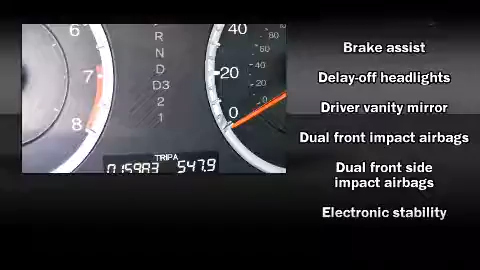 6
7
8
R
N
D
D3
2
1
40
20
0
80
60
40
20
0
TRIP A
015983 547.9
Brake assist
Delay-off headlights
Driver vanity mirror
Dual front impact airbags
Dual front side
impact airbags
Electronic stability